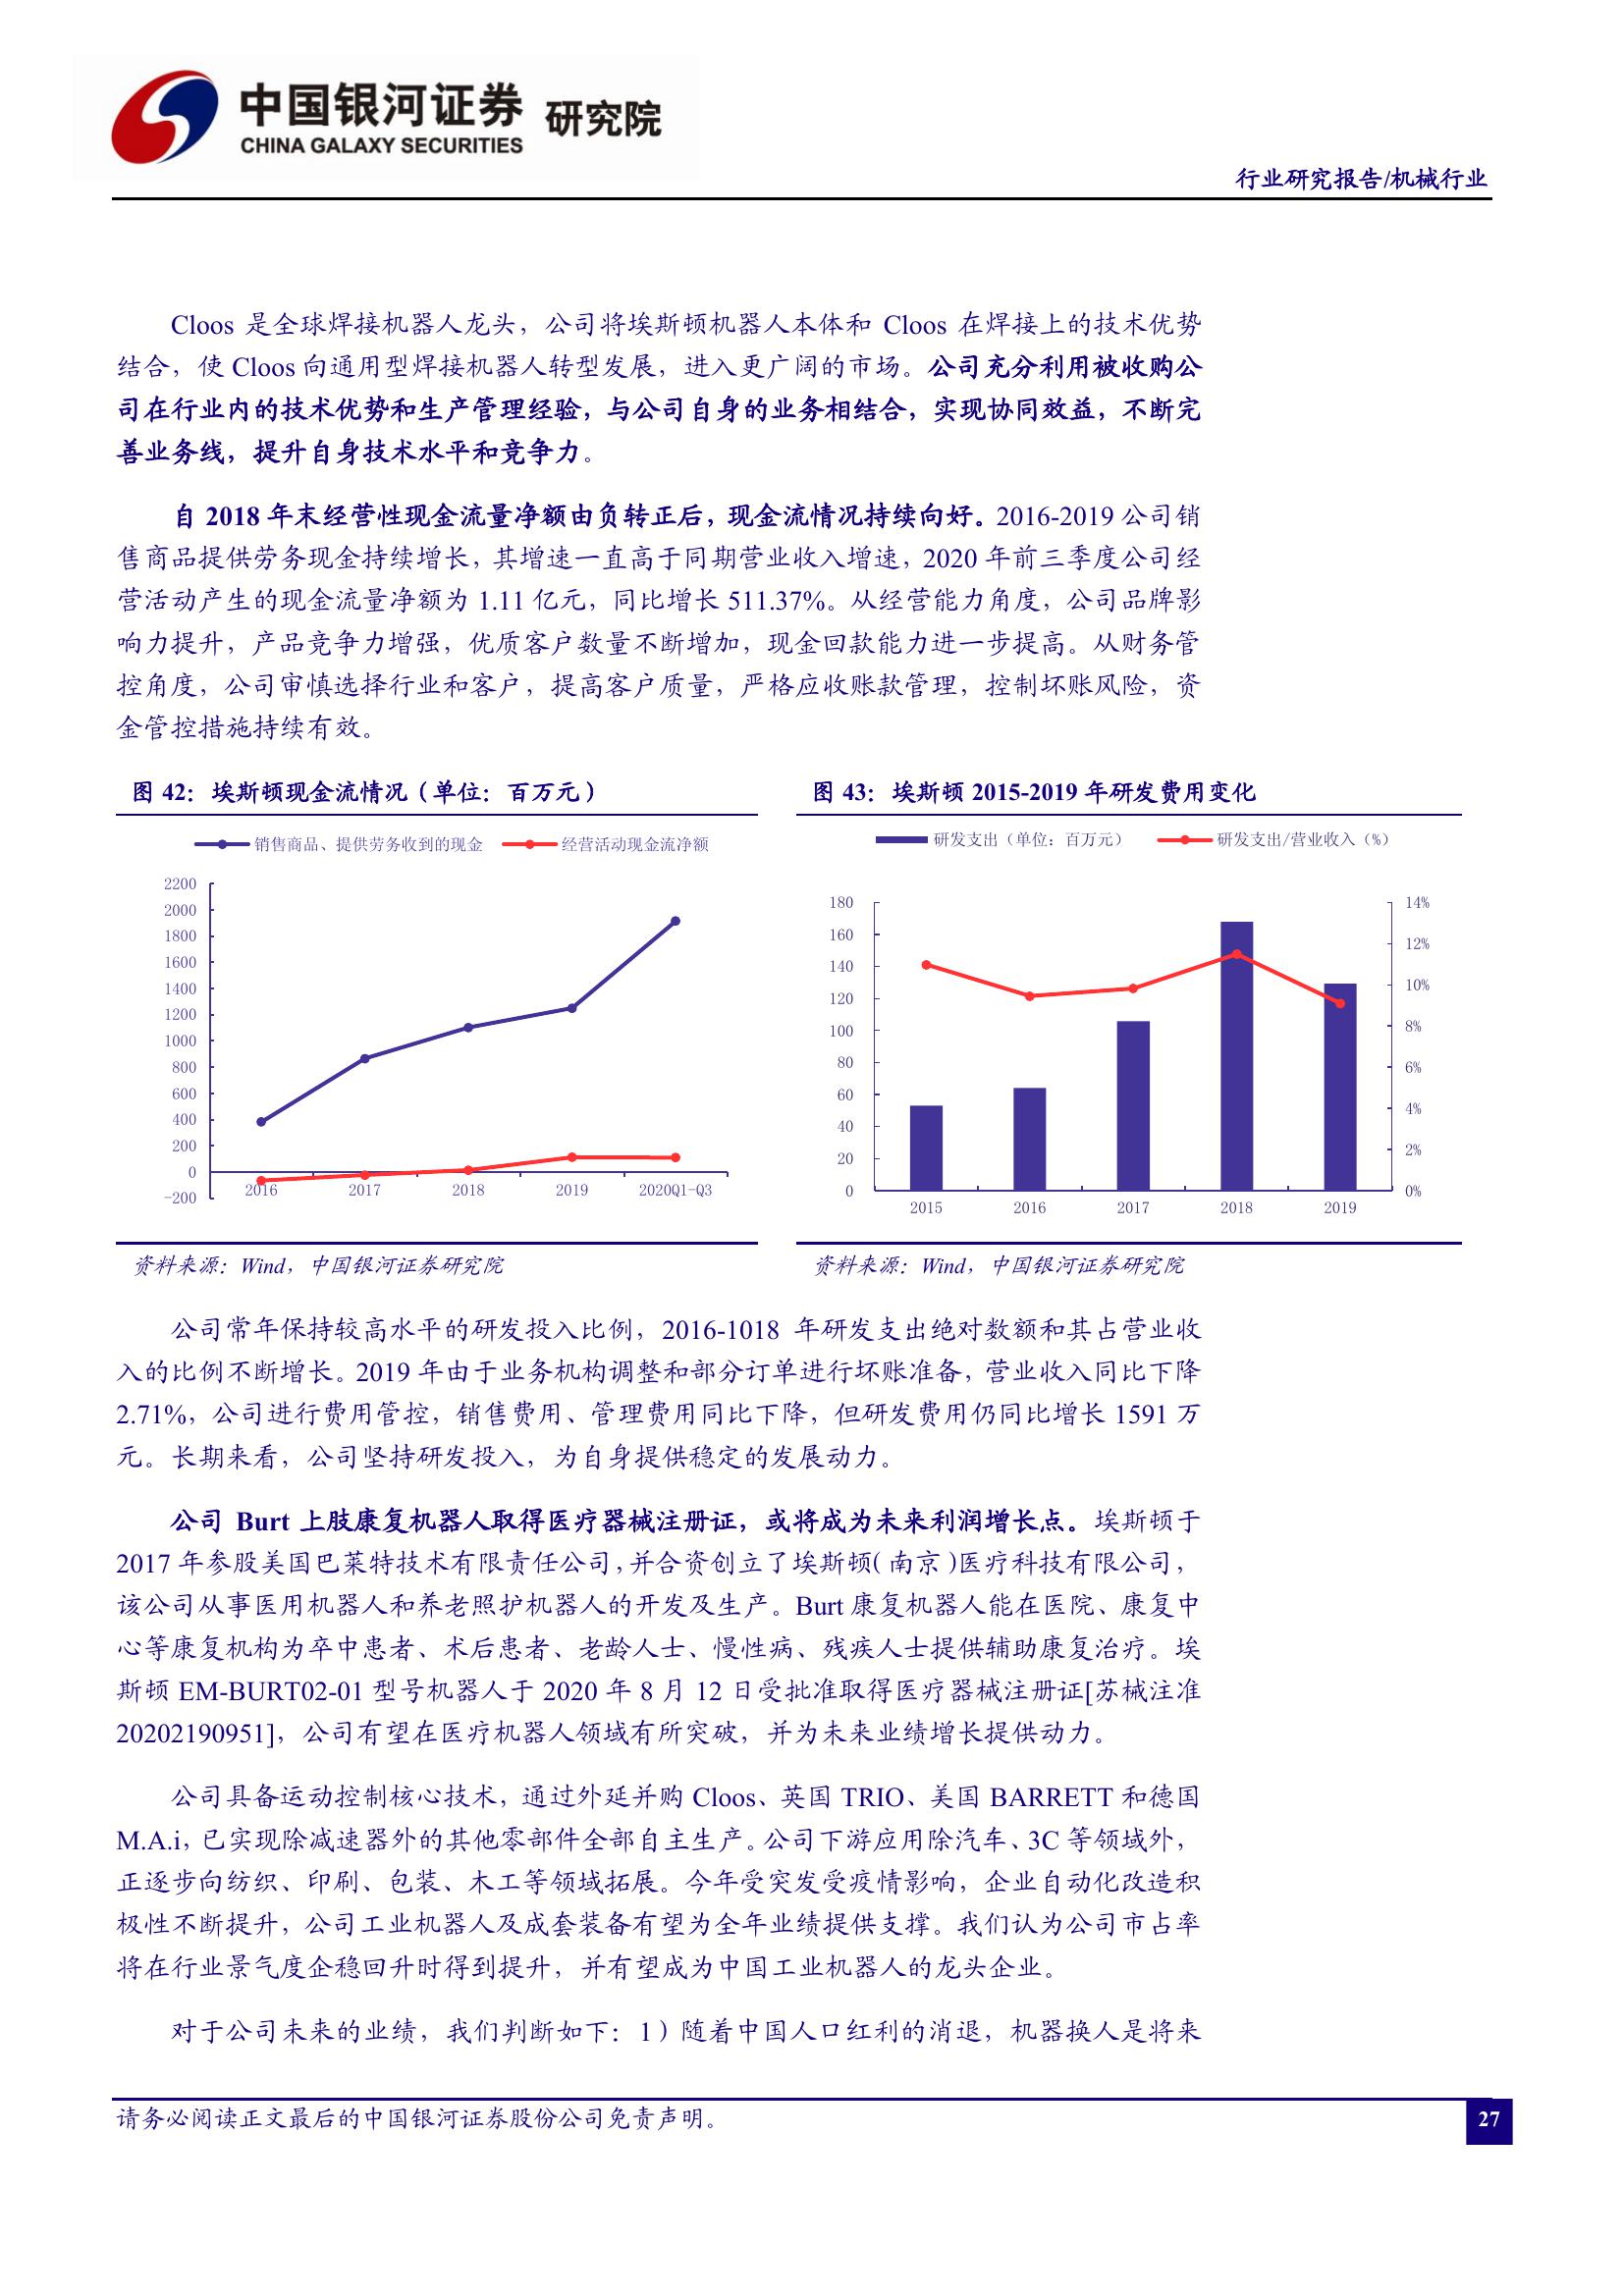 中国银河证券 研究院
CHINA GALAXY SECURITIES
行业研究报告/机械行业
Cloos 是全球焊接机器人龙头，公司将埃斯顿机器人本体和 Cloos 在焊接上的技术优势
结合，使 Cloos 向通用型焊接机器人转型发展，进入更广阔的市场。公司充分利用被收购公
司在行业内的技术优势和生产管理经验，与公司自身的业务相结合，实现协同效益，不断完
善业务线，提升自身技术水平和竞争力。
自 2018 年末经营性现金流量净额由负转正后，现金流情况持续向好。2016-2019 公司销
售商品提供劳务现金持续增长，其增速一直高于同期营业收入增速，2020 年前三季度公司经
营活动产生的现金流量净额为 1.11 亿元，同比增长 511.37%。从经营能力角度，公司品牌影
响力提升，产品竞争力增强，优质客户数量不断增加，现金回款能力进一步提高。从财务管
控角度，公司审慎选择行业和客户，提高客户质量，严格应收账款管理，控制坏账风险，资
金管控措施持续有效。
图 42：埃斯顿现金流情况（单位：百万元）
销售商品、提供劳务收到的现金 经营活动现金流净额
2200
2000
1800
1600
1400
1200
1000
800
600
400
200
0
-200
2016 2017 2018 2019 2020Q1-Q3
资料来源：Wind，中国银河证券研究院
图 43：埃斯顿 2015-2019 年研发费用变化
研发支出（单位：百万元） 研发支出/营业收入（%）
180 14%
160 12%
140 10%
120 8%
100 6%
80 4%
60 2%
40 0%
20
0
2015 2016 2017 2018 2019
资料来源：Wind，中国银河证券研究院
公司常年保持较高水平的研发投入比例，2016-1018 年研发支出绝对数额和其占营业收
入的比例不断增长。2019 年由于业务机构调整和部分订单进行坏账准备，营业收入同比下降
2.71%，公司进行费用管控，销售费用、管理费用同比下降，但研发费用仍同比增长 1591 万
元。长期来看，公司坚持研发投入，为自身提供稳定的发展动力。
公司 Burt 上肢康复机器人取得医疗器械注册证，或将成为未来利润增长点。埃斯顿于
2017 年参股美国巴莱特技术有限责任公司，并合资创立了埃斯顿（南京）医疗科技有限公司，
该公司从事医用机器人和养老照护机器人的开发及生产。Burt 康复机器人能在医院、康复中
心等康复机构为卒中患者、术后患者、老龄人士、慢性病、残疾人士提供辅助康复治疗。埃
斯顿 EM-BURT02-01 型号机器人于 2020 年 8 月 12 日受批准取得医疗器械注册证[苏械注准
20202190951]，公司有望在医疗机器人领域有所突破，并为未来业绩增长提供动力。
公司具备运动控制核心技术，通过外延并购 Cloos、英国 TRIO、美国 BARRETT 和德国
M.A.i，已实现除减速器外的其他零部件全部自主生产。公司下游应用除汽车、3C 等领域外，
正逐步向纺织、印刷、包装、木工等领域拓展。今年受突发受疫情影响，企业自动化改造积
极性不断提升，公司工业机器人及成套装备有望为全年业绩提供支撑。我们认为公司市占率
将在行业景气度企稳回升时得到提升，并有望成为中国工业机器人的龙头企业。
对于公司未来的业绩，我们判断如下：1）随着中国人口红利的消退，机器换人是将来
请务必阅读正文最后的中国银河证券股份公司免责声明。
27